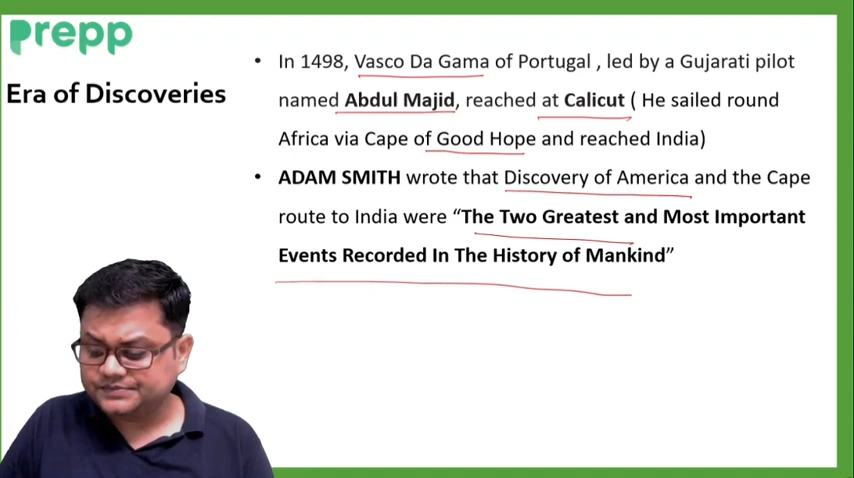 prepp
Era of Discoveries
• In 1498, Vasco Da Gama of Portugal , led by a Gujarati pilot
named Abdul Majid, reached at Calicut ( He sailed round
Africa via Cape of Good Hope and reached India)
• ADAM SMITH wrote that Discovery of America and the Cape
route to India were “The Two Greatest and Most Important
Events Recorded In The History of Mankind”